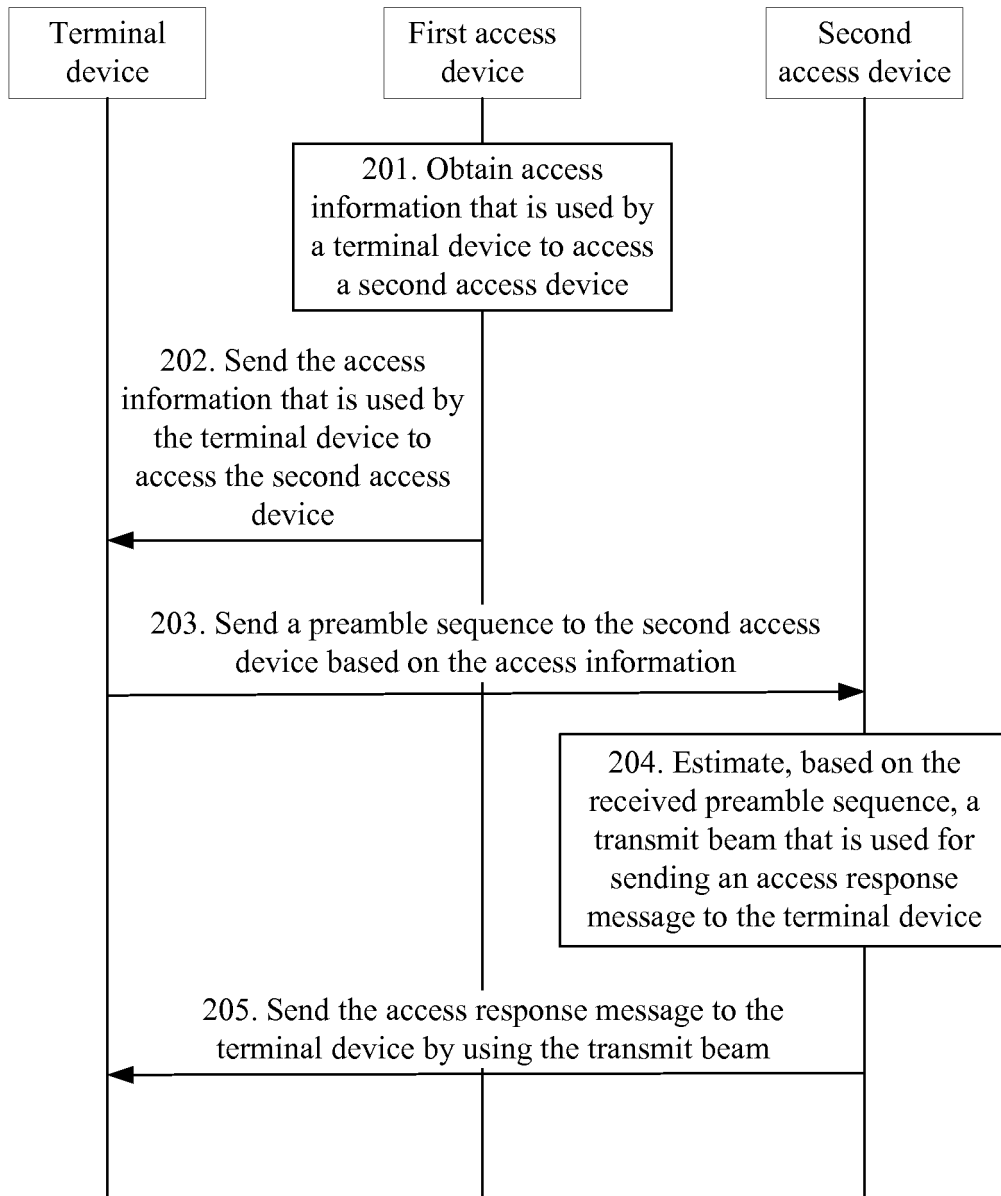 Terminal
device
First access
device
Second
access device
201. Obtain access
information that is used by
a terminal device to access
a second access device
202. Send the access
information that is used by
the terminal device to
access the second access
device
203. Send a preamble sequence to the second access
device based on the access information
204. Estimate, based on the
received preamble sequence, a
transmit beam that is used for
sending an access response
message to the terminal device
205. Send the access response message to the
terminal device by using the transmit beam